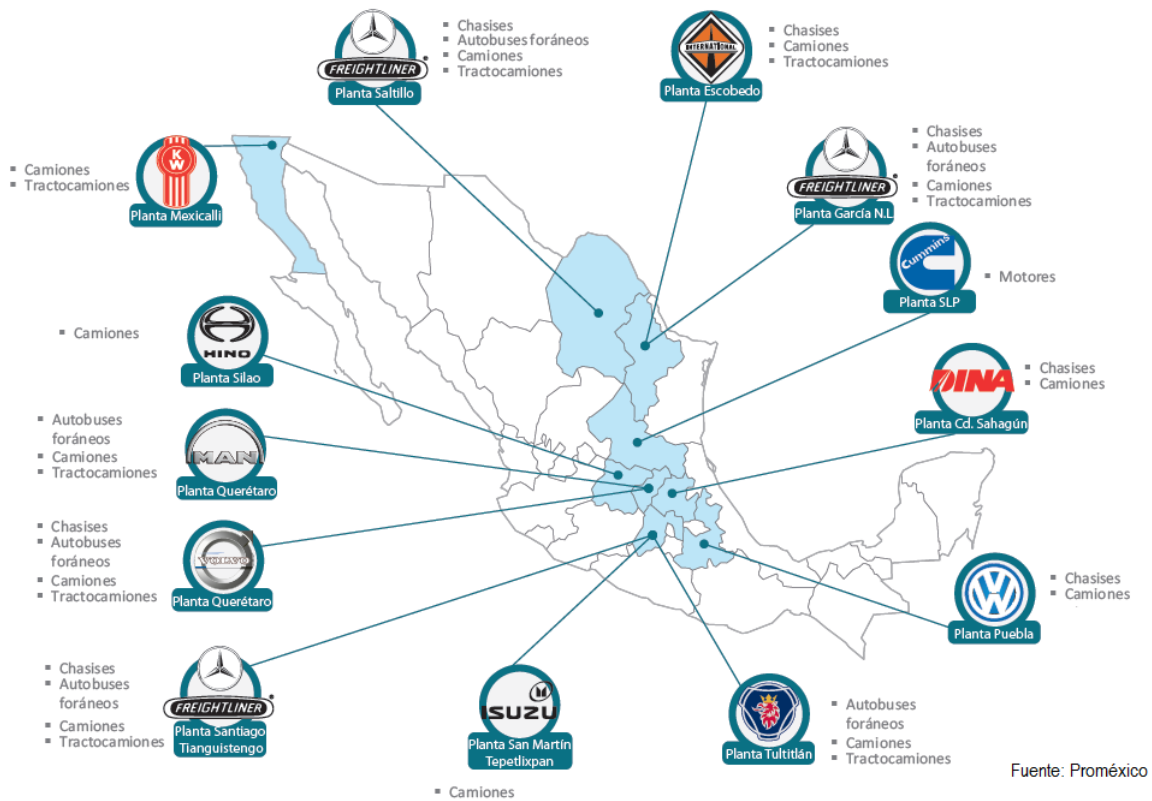 ▪ Chasises
▪ Autobuses foráneos
▪ Camiones
▪ Tractocamiones
FREIGHTLINER
Planta Saltillo
INTERNATIONAL
Planta Escobedo
▪ Chasises
▪ Camiones
▪ Tractocamiones
▪ Camiones
▪ Tractocamiones
KW
Planta Mexicalli
FREIGHTLINER
Planta García N.L.
▪ Chasises
▪ Autobuses
foráneos
▪ Camiones
▪ Tractocamiones
Cummins
Planta SLP
▪ Motores
▪ Camiones
HINO
Planta Silao
DINA
Planta Cd. Sahagún
▪ Chasises
▪ Camiones
▪ Autobuses
foráneos
▪ Camiones
▪ Tractocamiones
MAN
Planta Querétaro
▪ Chasises
▪ Autobuses
foráneos
▪ Camiones
▪ Tractocamiones
VOLVO
Planta Querétaro
VW
Planta Puebla
▪ Chasises
▪ Camiones
▪ Chasises
▪ Autobuses
foráneos
▪ Camiones
▪ Tractocamiones
FREIGHTLINER
Planta Santiago
Tianguistengo
ISUZU
Planta San Martín
Tepetlixpan
▪ Camiones
Planta Tultitlán
▪ Autobuses
foráneos
▪ Camiones
▪ Tractocamiones
Fuente: Proméxico